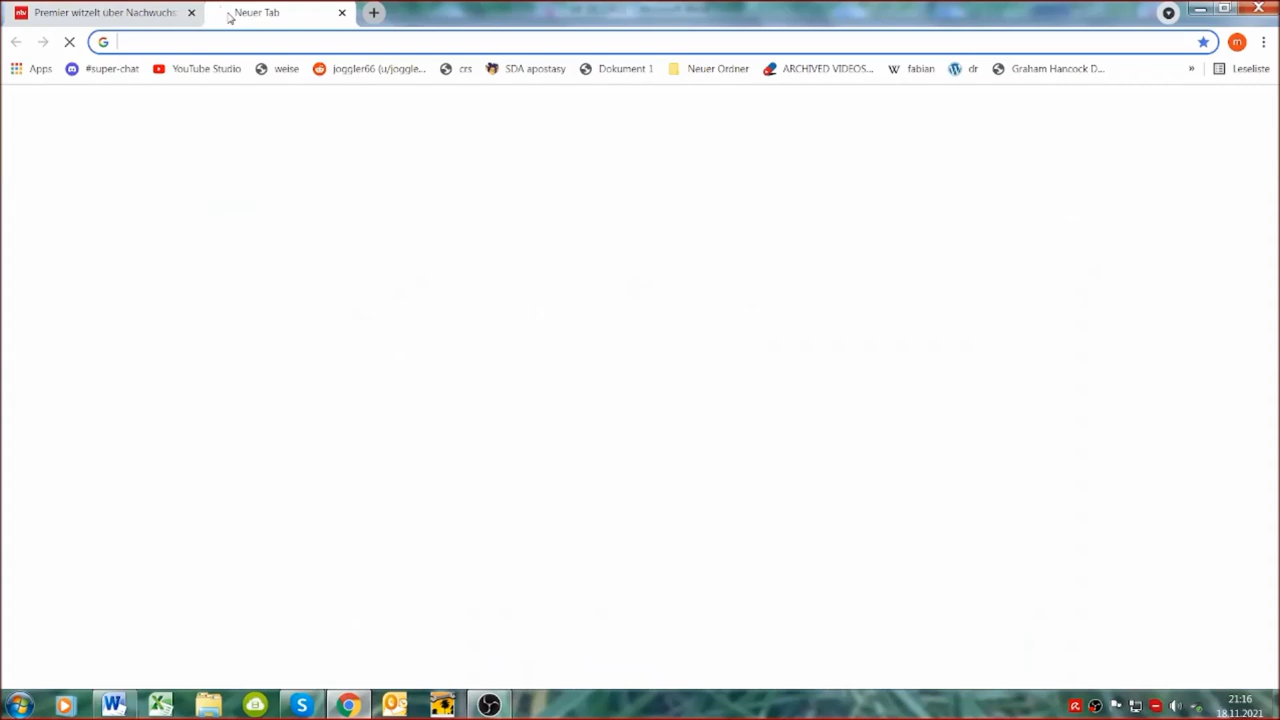 ntv Premier witzelt über Nachwuchs:
Neuer Tab
G
m
Apps
#super-chat
YouTube Studio
weise
joggler66 (u/joggle...
crs
SDA apostasy
Dokument 1
Neuer Ordner
ARCHIVED VIDEOS...
W fabian
dr
Graham Hancock D...
»
Leseliste
21:16
18.11.2021